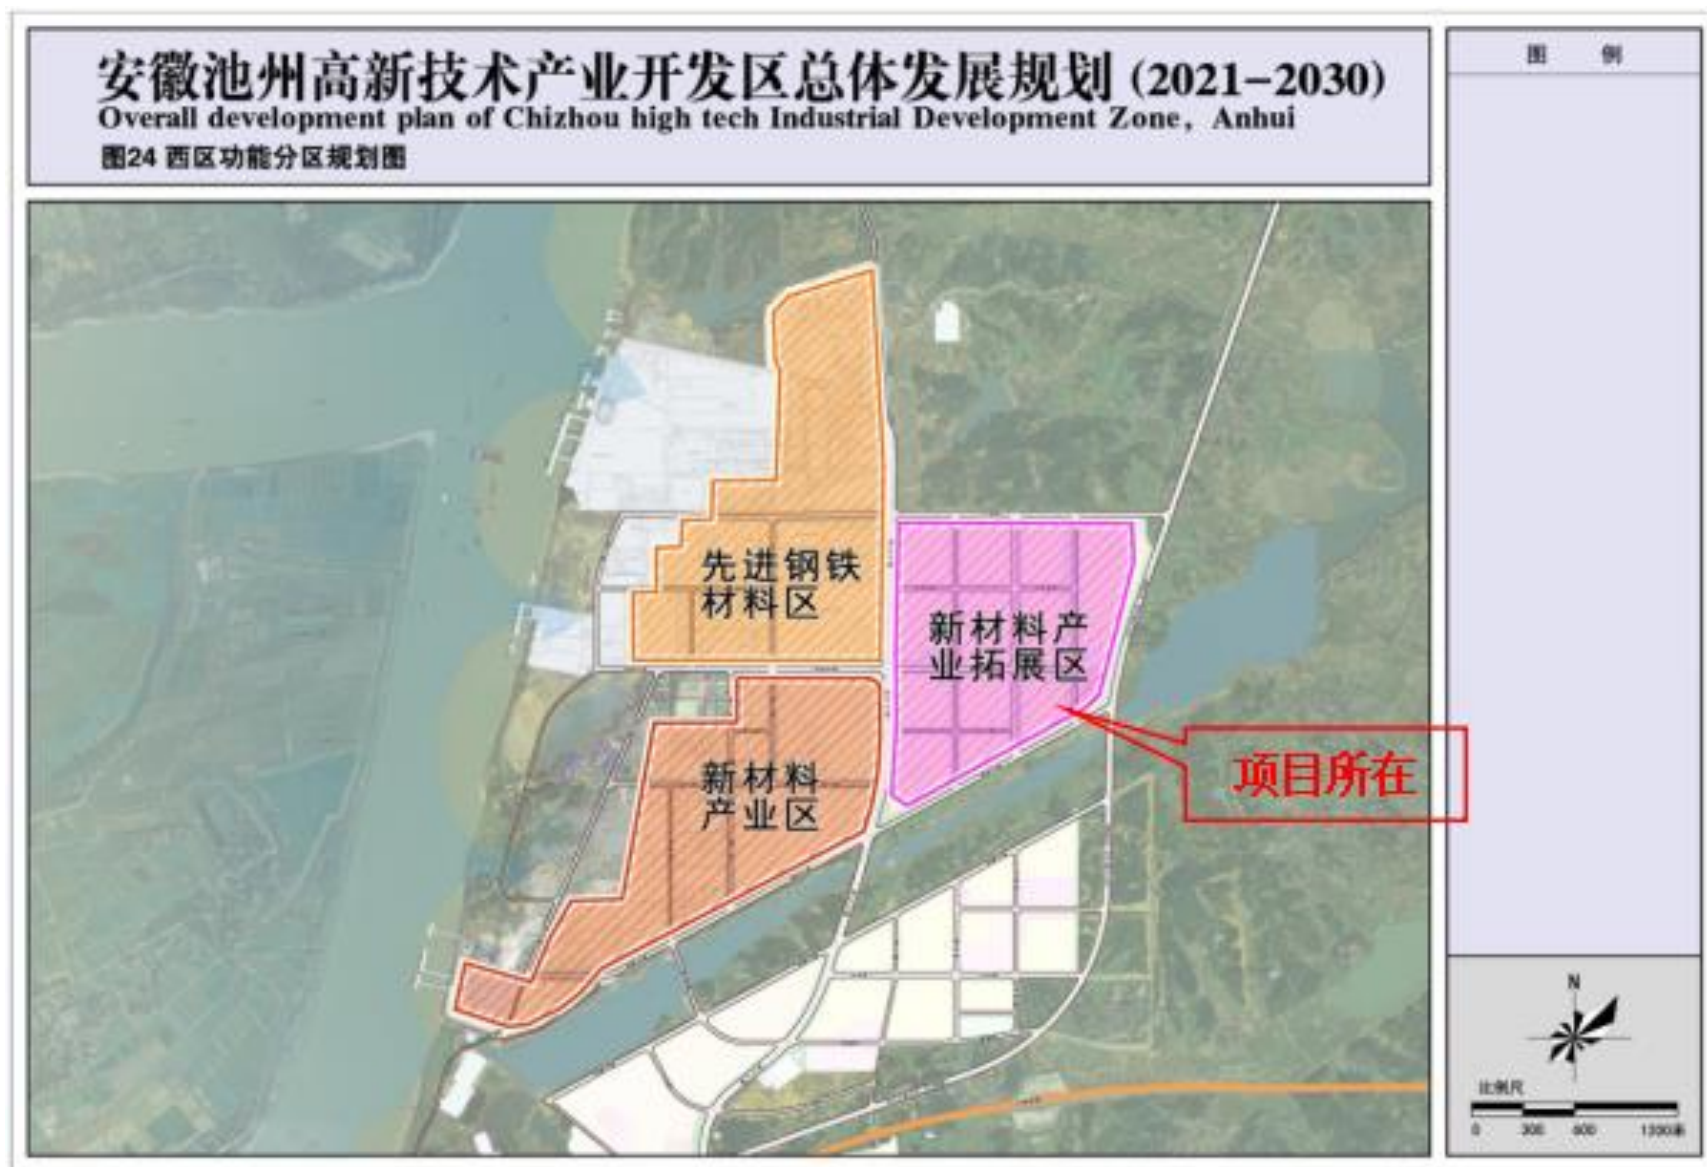 安徽池州高新技术产业开发区总体发展规划 (2021-2030)
Overall development plan of Chizhou high tech Industrial Development Zone, Anhui
图24 西区功能分区规划图
图 例
先进钢铁
材料区
新材料产
业拓展区
新材料
产业区
项目所在
N
比例尺
0 300 600 1200米